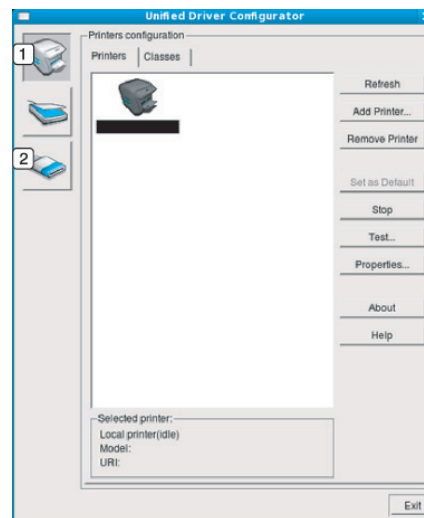 Unified Driver Configurator
1
Printers configuration
Printers
Classes
Refresh
Add Printer...
Remove Printer
2
Set as Default
Stop
Test...
Properties...
About
Help
Selected printer:
Local printer(idle)
Model:
URI:
Exit